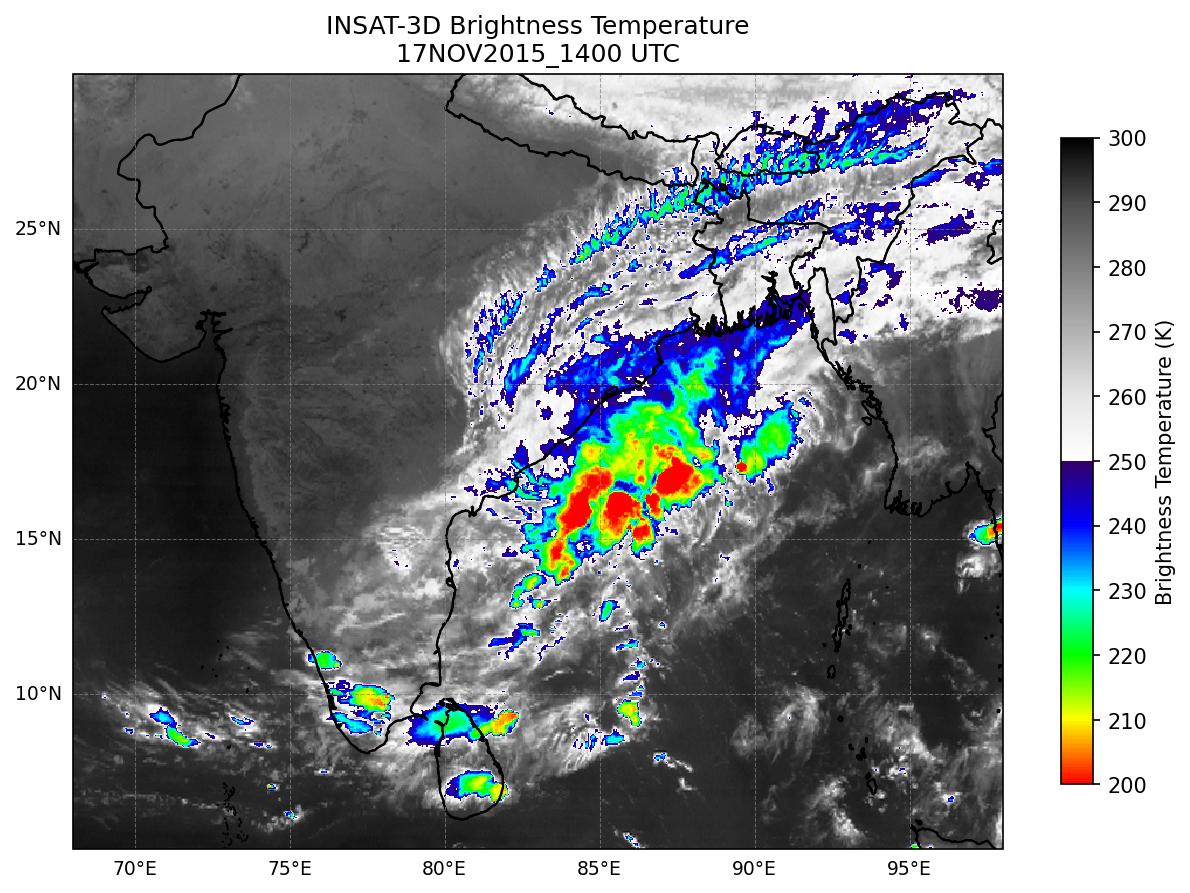 INSAT-3D Brightness Temperature
17NOV2015_1400 UTC
25°N
20°N
15°N
10°N
70°E
75°E
80°E
85°E
90°E
95°E
300
290
280
270
260
250
240
230
220
210
200
Brightness Temperature (K)